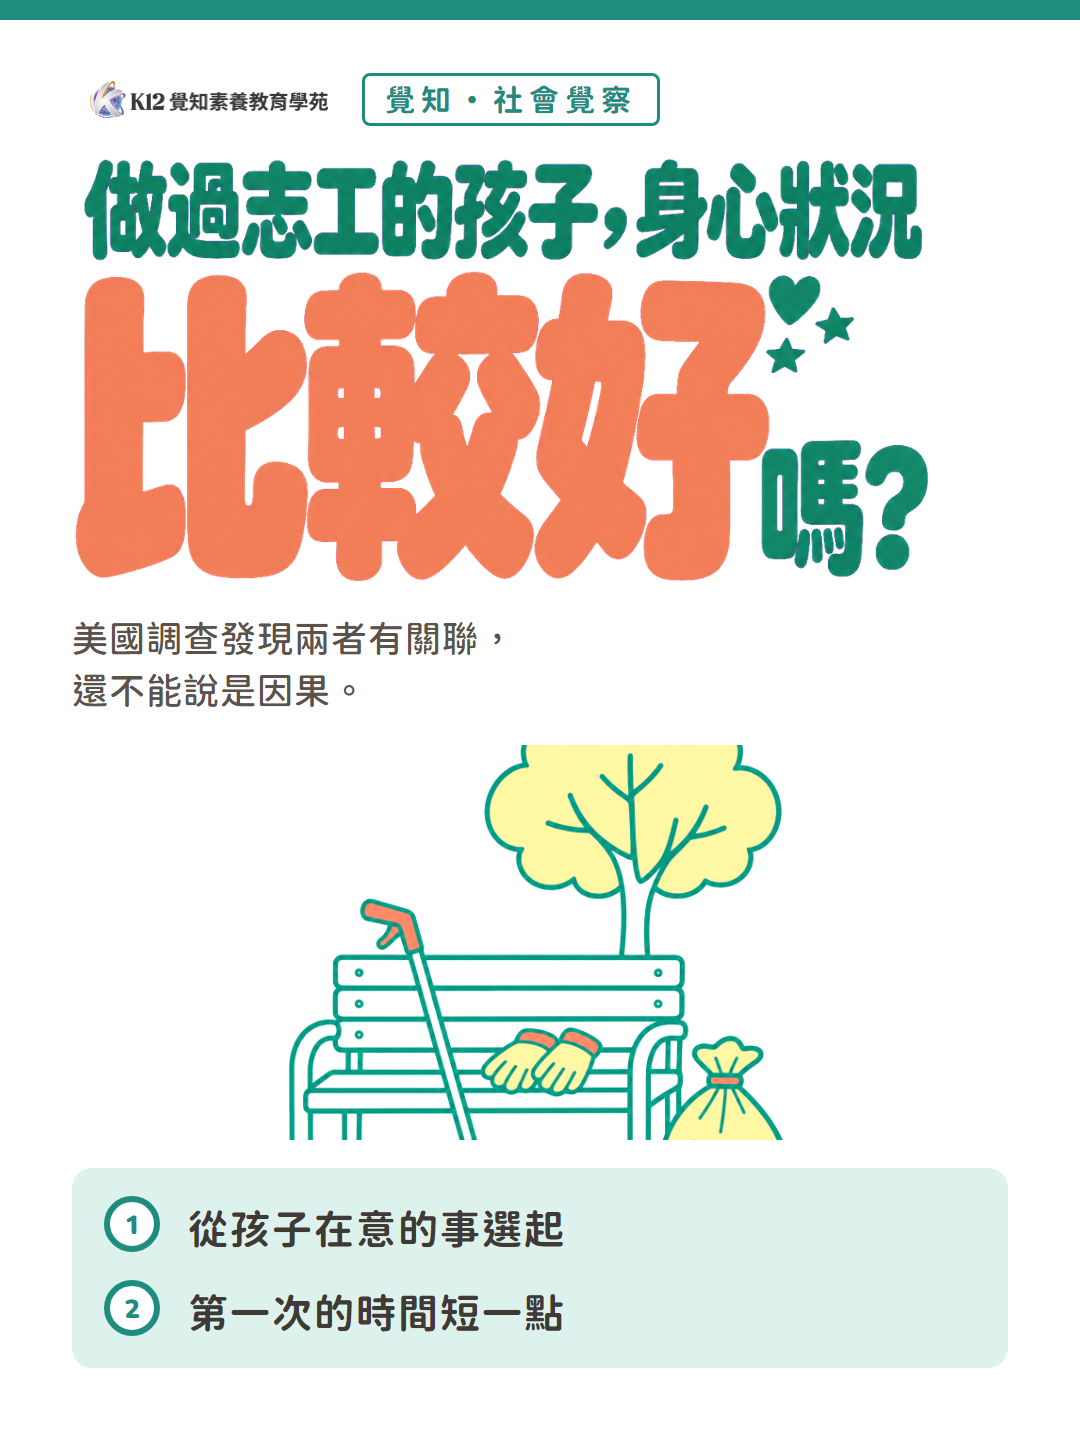 K12 覺知素養教育學苑
覺知・社會覺察
做過志工的孩子,身心狀況
比較好
嗎?
美國調查發現兩者有關聯，
還不能說是因果。
1 從孩子在意的事選起
2 第一次的時間短一點